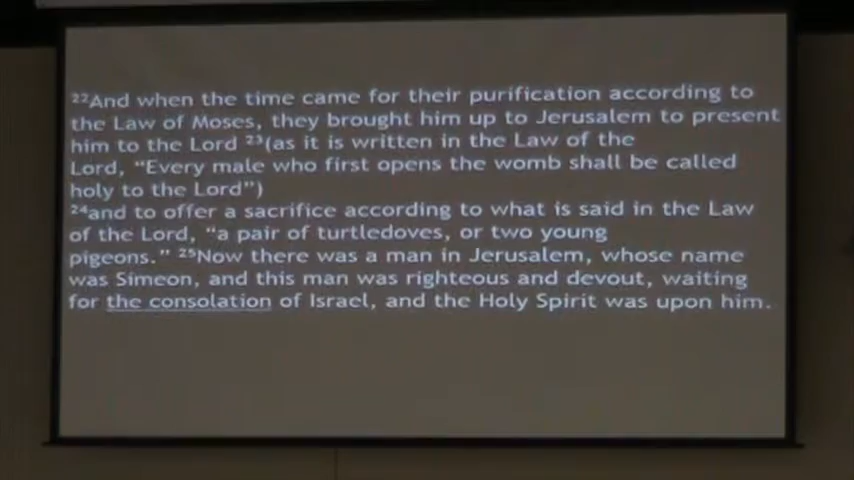 ²²And when the time came for their purification according to
the Law of Moses, they brought him up to Jerusalem to present
him to the Lord ²³(as it is written in the Law of the
Lord, “Every male who first opens the womb shall be called
holy to the Lord”)
²⁴and to offer a sacrifice according to what is said in the Law
of the Lord, “a pair of turtledoves, or two young
pigeons.” ²⁵Now there was a man in Jerusalem, whose name
was Simeon, and this man was righteous and devout, waiting
for the consolation of Israel, and the Holy Spirit was upon him.